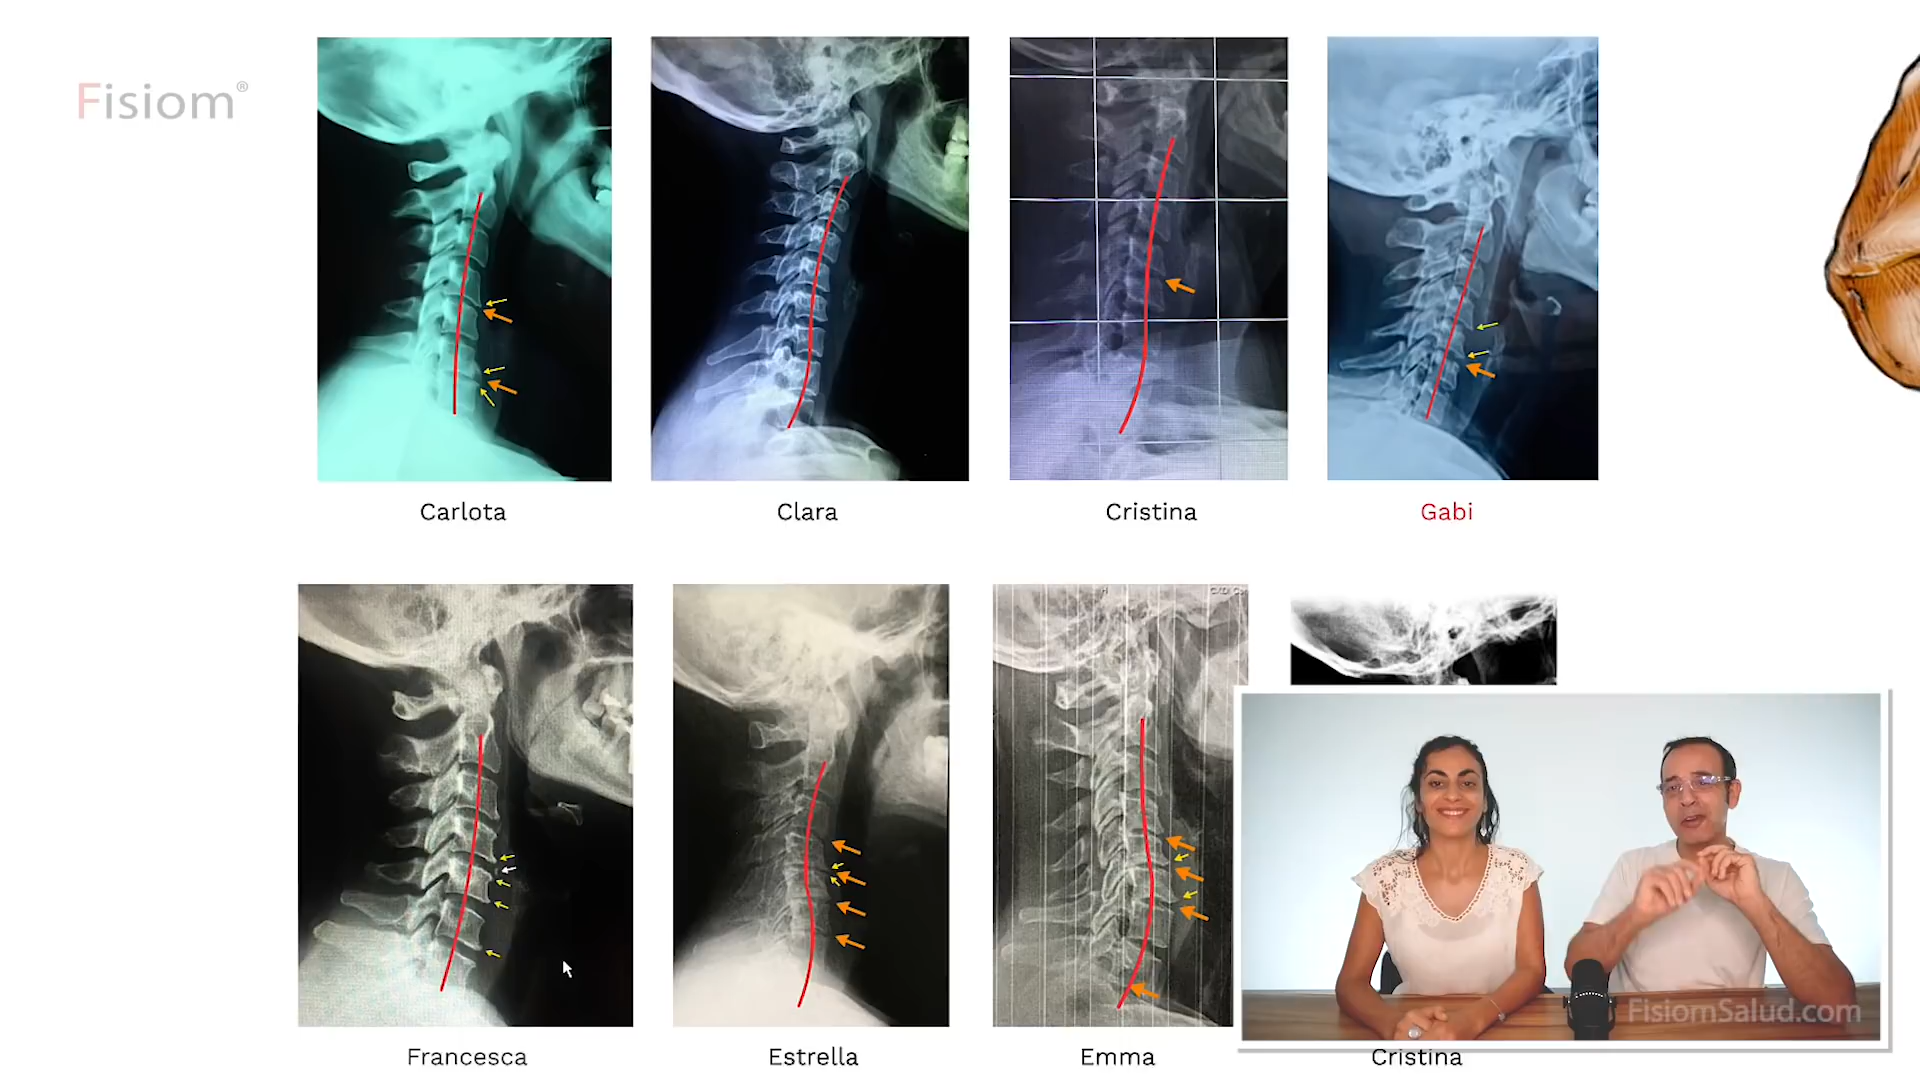 Fisiom®
Carlota
Clara
Cristina
Gabi
Francesca
Estrella
Emma
Cristina
FisiomSalud.com